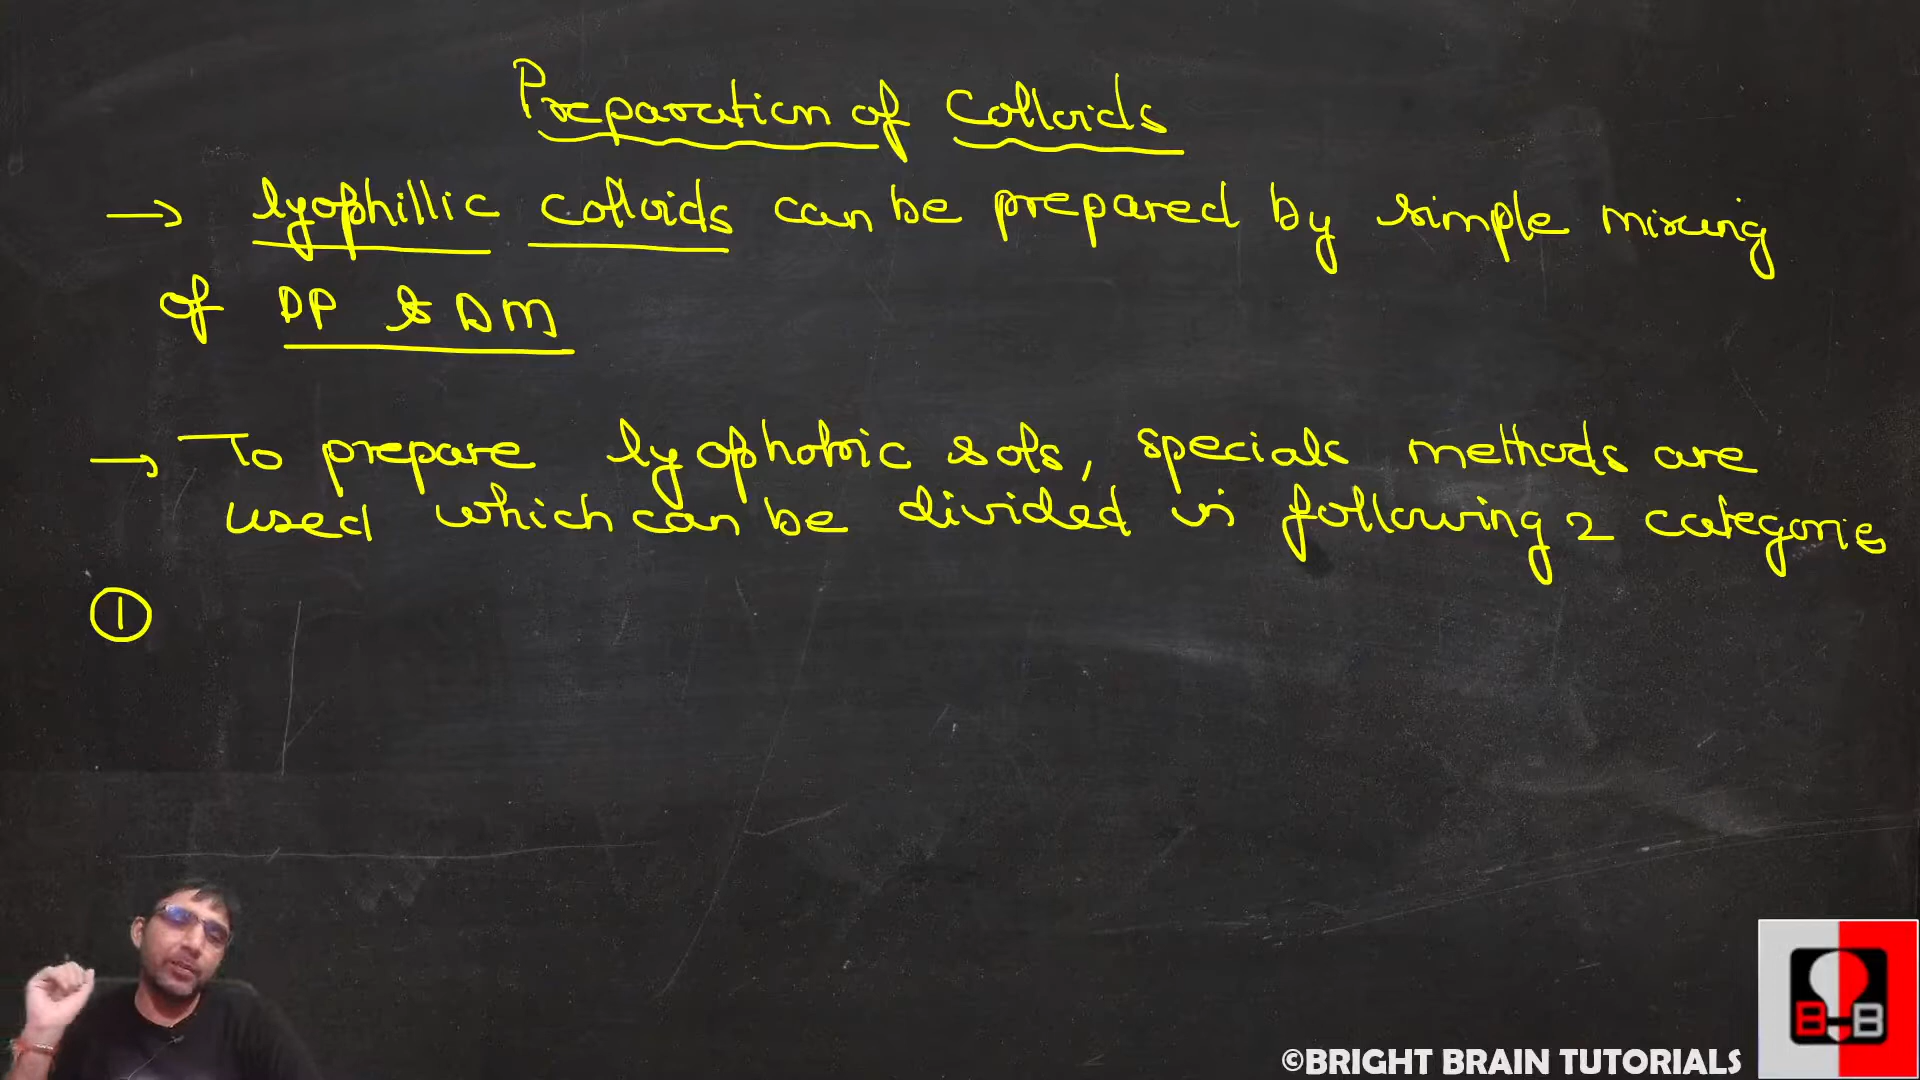 Preparation of Colloids
→ lyophillic colloids can be prepared by simple mixing
of DP & DM
→ To prepare lyophobic sols, specials methods are
used which can be divided in following 2 categories
①
B B
©BRIGHT BRAIN TUTORIALS